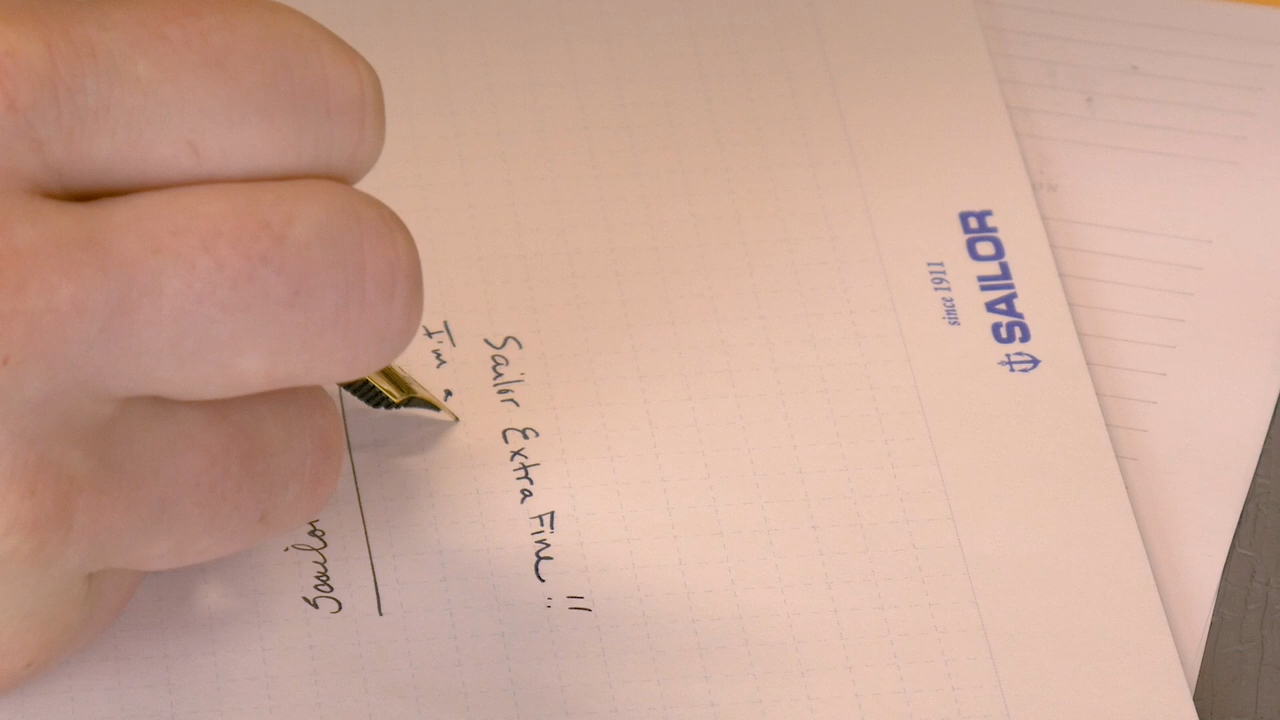 Sailor Extra Fine !!
I'm a
Sailor
SAILOR
since 1911